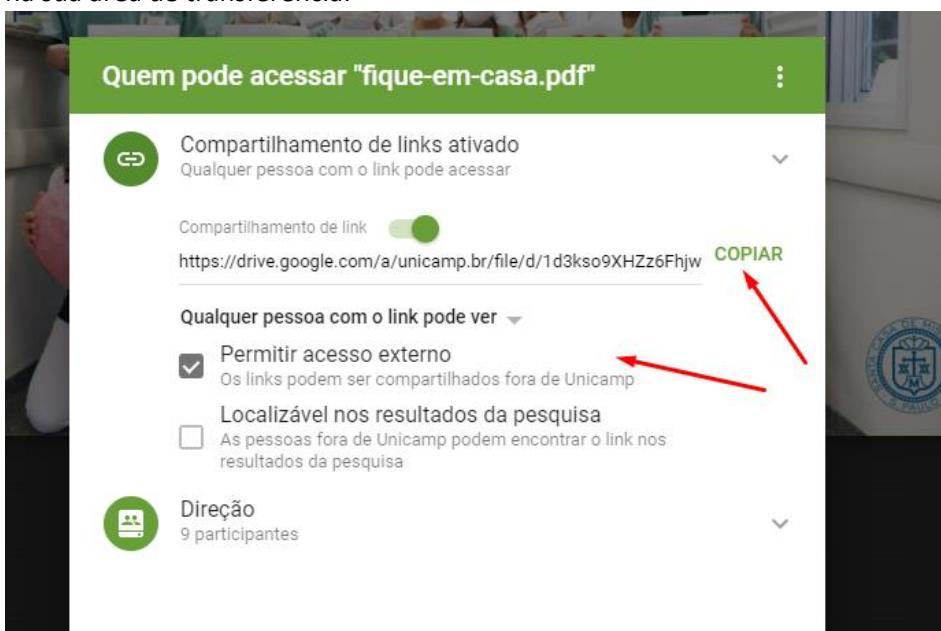 Quem pode acessar "fique-em-casa.pdf"
Compartilhamento de links ativado
Qualquer pessoa com o link pode acessar
Compartilhamento de link
https://drive.google.com/a/unicamp.br/file/d/1d3kso9XHZz6Fhjw
COPIAR
Qualquer pessoa com o link pode ver
Permitir acesso externo
Os links podem ser compartilhados fora de Unicamp
Localizável nos resultados da pesquisa
As pessoas fora de Unicamp podem encontrar o link nos
resultados da pesquisa
Direção
9 participantes